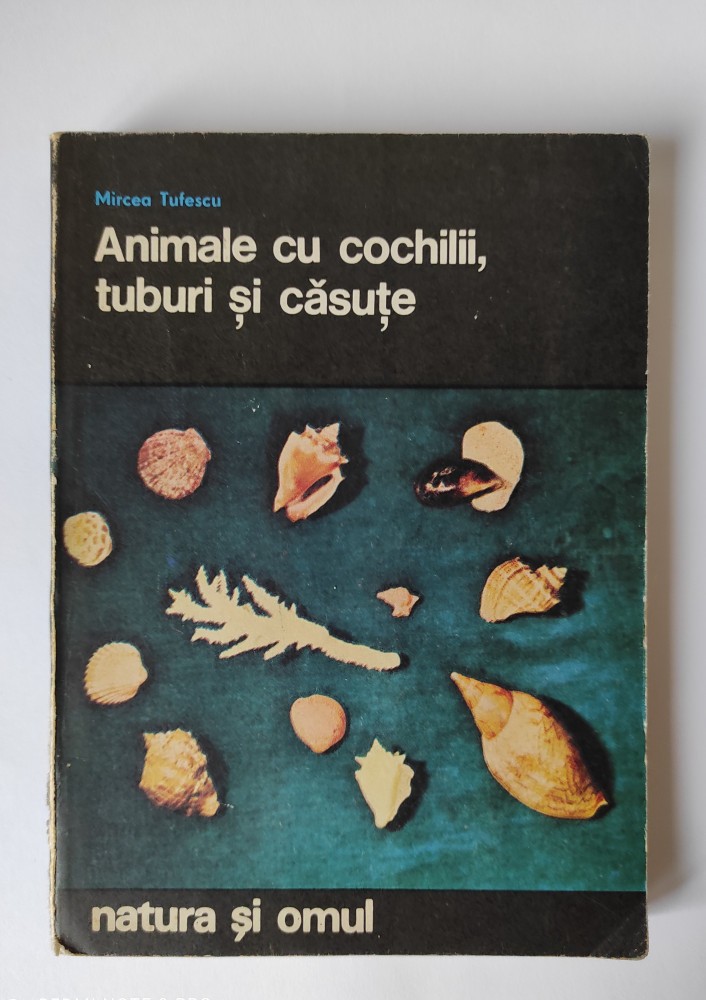 Mircea Tufescu
Animale cu cochilii,
tuburi și căsuțe
natura și omul